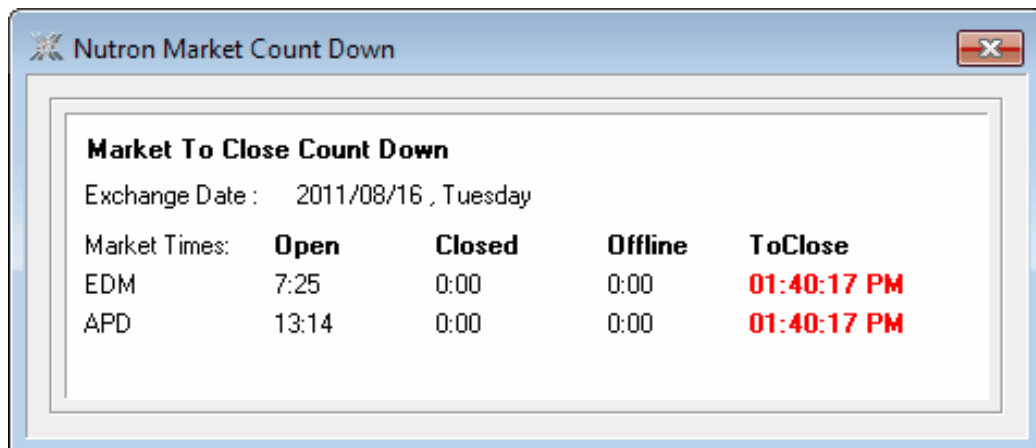 Nutron Market Count Down
Market To Close Count Down
Exchange Date : 2011/08/16 , Tuesday
Market Times: Open Closed Offline ToClose
EDM 7:25 0:00 0:00 01:40:17 PM
APD 13:14 0:00 0:00 01:40:17 PM